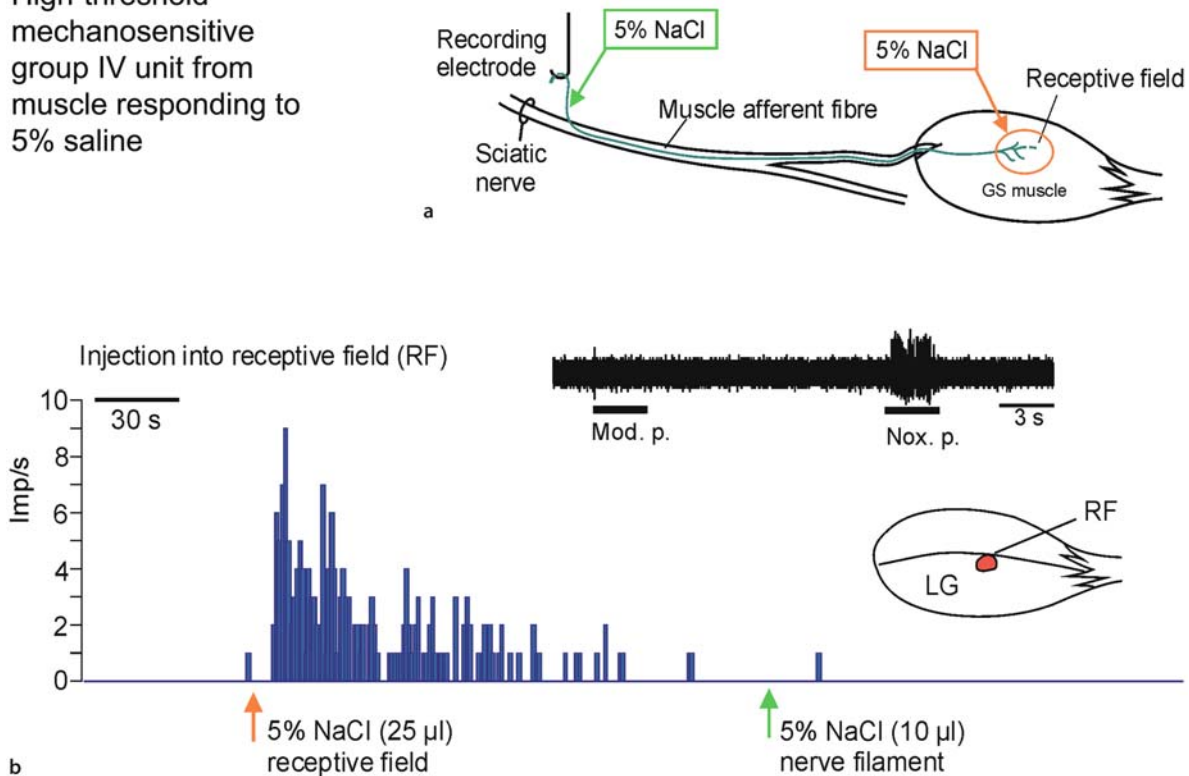 High-threshold
mechanosensitive
group IV unit from
muscle responding to
5% saline
Recording
electrode
5% NaCl
5% NaCl
Receptive field
Muscle afferent fibre
Sciatic
nerve
GS muscle
a
Injection into receptive field (RF)
10
30 s
8
6
4
2
0
Imp/s
Mod. p.
Nox. p.
3 s
RF
LG
5% NaCl (25 µl)
receptive field
5% NaCl (10 µl)
nerve filament
b